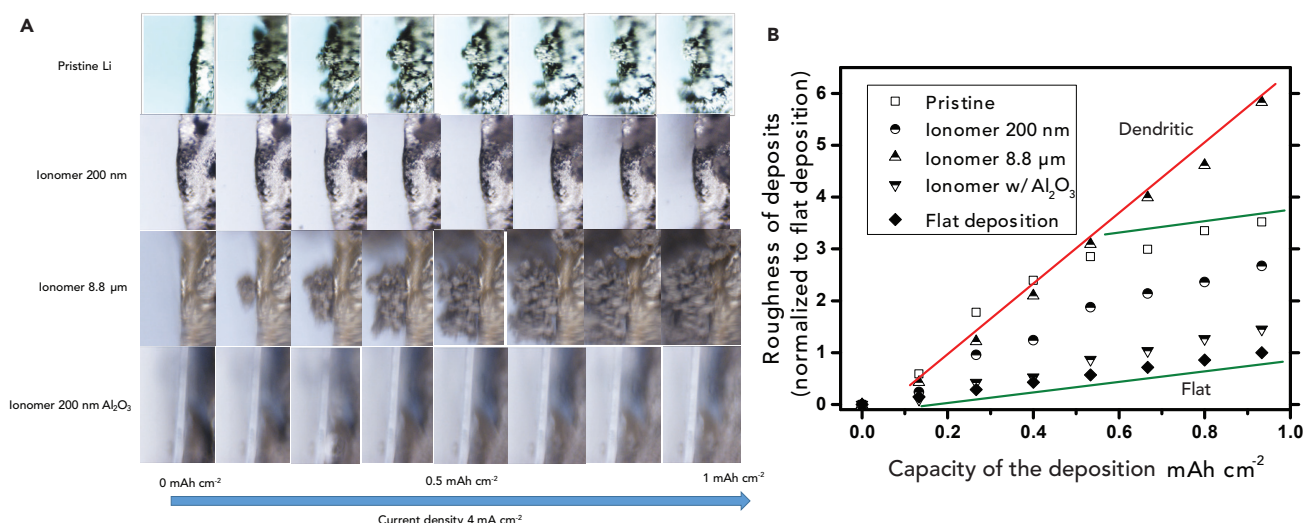 A
Pristine Li
Ionomer 200 nm
Ionomer 8.8 µm
Ionomer 200 nm Al₂O₃
0 mAh cm⁻²
0.5 mAh cm⁻²
1 mAh cm⁻²
Current density 4 mA cm⁻²
B
Roughness of deposits
(normalized to flat deposition)
6
5
4
3
2
1
0
Pristine
Ionomer 200 nm
Ionomer 8.8 µm
Ionomer w/ Al₂O₃
Flat deposition
Dendritic
Flat
0.0 0.2 0.4 0.6 0.8 1.0
Capacity of the deposition mAh cm⁻²